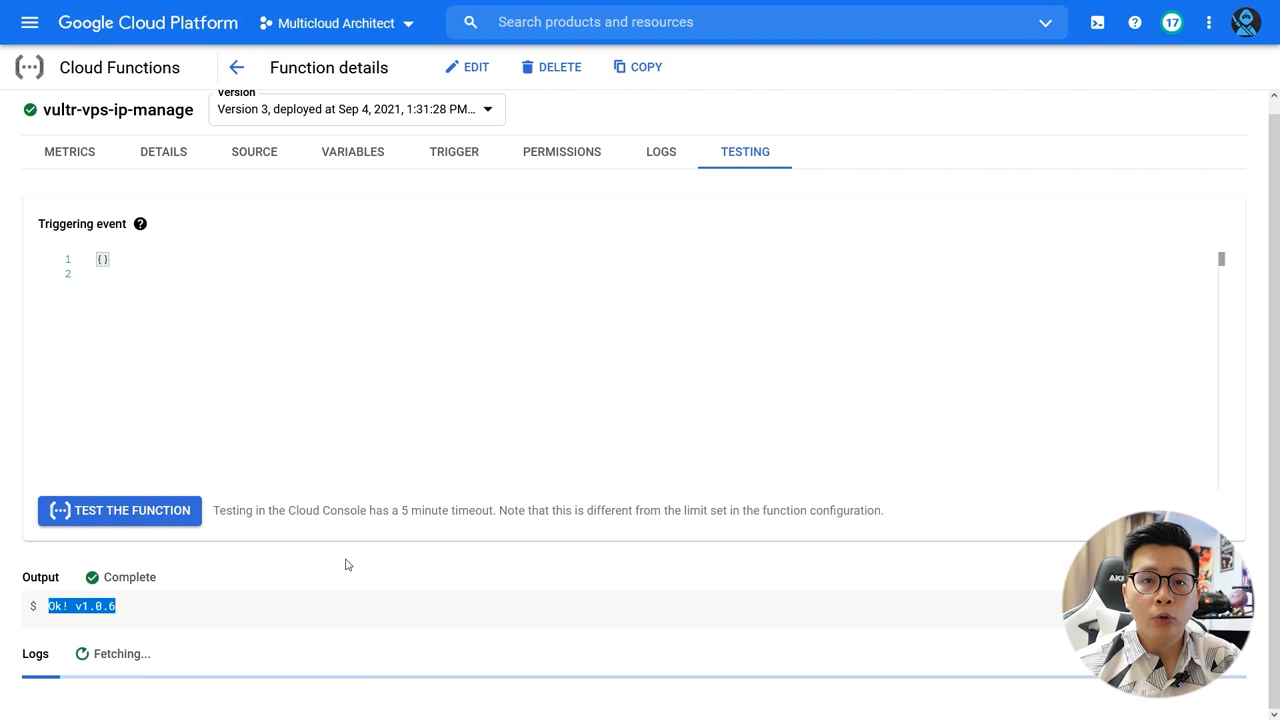 Google Cloud Platform
Multicloud Architect
Search products and resources
17
Cloud Functions
Function details
EDIT
DELETE
COPY
vultr-vps-ip-manage
Version
Version 3, deployed at Sep 4, 2021, 1:31:28 PM...
METRICS
DETAILS
SOURCE
VARIABLES
TRIGGER
PERMISSIONS
LOGS
TESTING
Triggering event
1 {}
2
TEST THE FUNCTION
Testing in the Cloud Console has a 5 minute timeout. Note that this is different from the limit set in the function configuration.
Output
Complete
$ Ok! v1.0.6
Logs
Fetching...